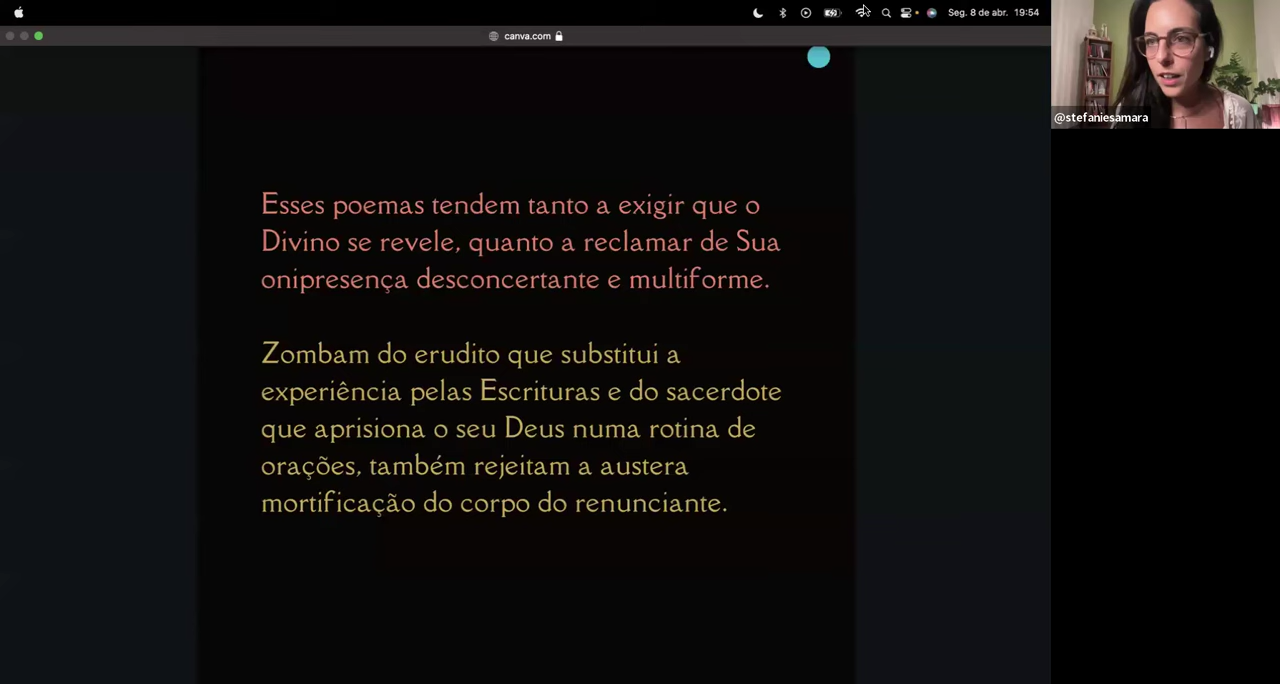 Seg. 8 de abr. 19:54
canva.com
@stefaniesamara
Esses poemas tendem tanto a exigir que o
Divino se revele, quanto a reclamar de Sua
onipresença desconcertante e multiforme.
Zombam do erudito que substitui a
experiência pelas Escrituras e do sacerdote
que aprisiona o seu Deus numa rotina de
orações, também rejeitam a austera
mortificação do corpo do renunciante.